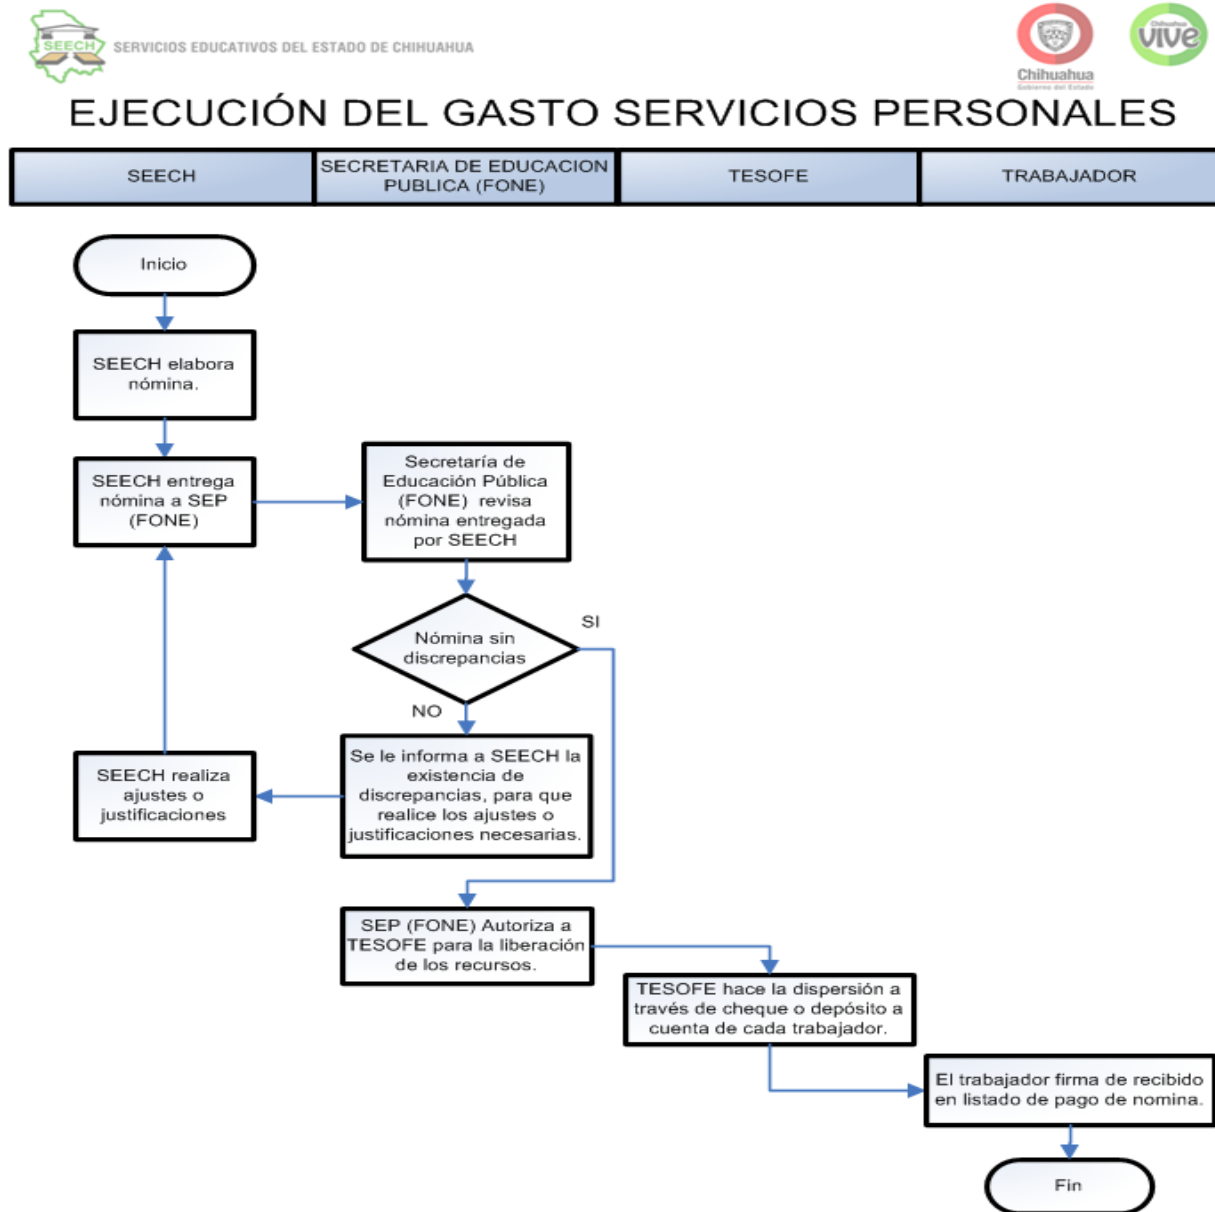 SEECH
SERVICIOS EDUCATIVOS DEL ESTADO DE CHIHUAHUA
Chihuahua
Gobierno del Estado
Chihuahua
VIVe
EJECUCIÓN DEL GASTO SERVICIOS PERSONALES
SEECH
SECRETARIA DE EDUCACION
PUBLICA (FONE)
TESOFE
TRABAJADOR
Inicio
SEECH elabora
nómina.
SEECH entrega
nómina a SEP
(FONE)
Secretaría de
Educación Pública
(FONE) revisa
nómina entregada
por SEECH
Nómina sin
discrepancias
SI
NO
Se le informa a SEECH la
existencia de
discrepancias, para que
realice los ajustes o
justificaciones necesarias.
SEECH realiza
ajustes o
justificaciones
SEP (FONE) Autoriza a
TESOFE para la liberación
de los recursos.
TESOFE hace la dispersión a
través de cheque o depósito a
cuenta de cada trabajador.
El trabajador firma de recibido
en listado de pago de nomina.
Fin